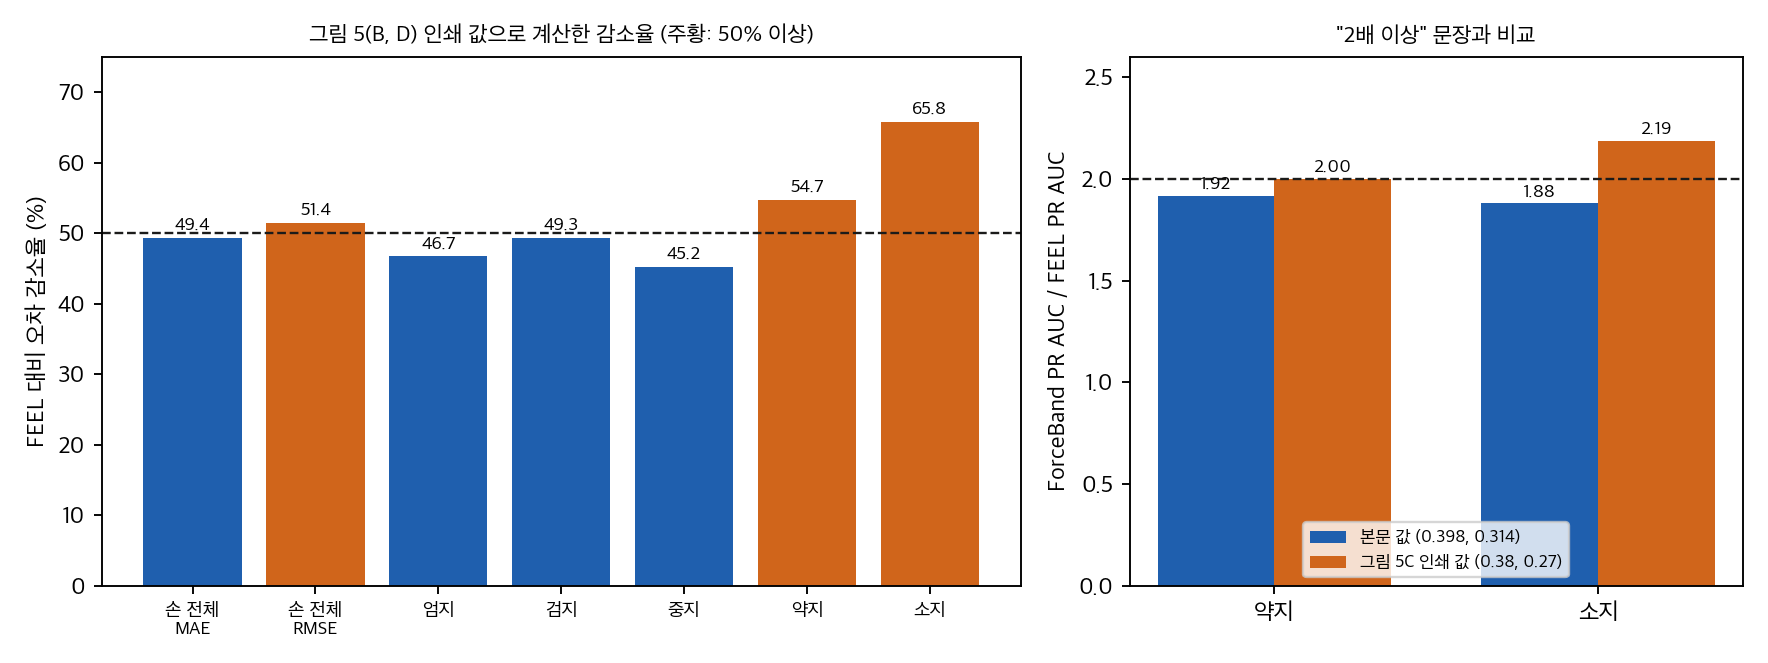 그림 5(B, D) 인쇄 값으로 계산한 감소율 (주황: 50% 이상)
FEEL 대비 오차 감소율 (%)
70
60
50
40
30
20
10
0
49.4
51.4
46.7
49.3
45.2
54.7
65.8
손 전체
MAE
손 전체
RMSE
엄지
검지
중지
약지
소지
"2배 이상" 문장과 비교
ForceBand PR AUC / FEEL PR AUC
2.5
2.0
1.5
1.0
0.5
0.0
1.92
2.00
1.88
2.19
본문 값 (0.398, 0.314)
그림 5C 인쇄 값 (0.38, 0.27)
약지
소지